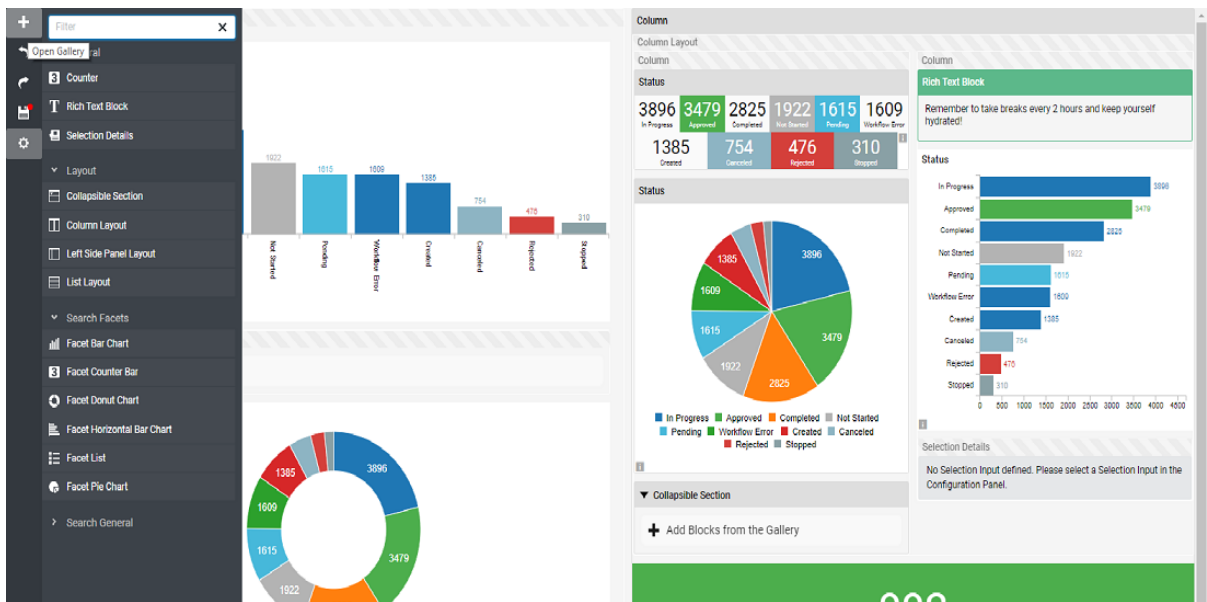 Filter X
Open Gallery
Counter
Rich Text Block
Selection Details
Layout
Collapsible Section
Column Layout
Left Side Panel Layout
List Layout
Search Facets
Facet Bar Chart
Facet Counter Bar
Facet Donut Chart
Facet Horizontal Bar Chart
Facet List
Facet Pie Chart
Search General
1922 1615 1609 1385 754 476 310
Not Started Pending Workflow Error Created Canceled Rejected Stopped
3896
3479
1922
1615
1609
1385
Column
Column Layout
Column
Status
3896 3479 2825 1922 1615 1609
In Progress Approved Completed Not Started Pending Workflow Error
1385 754 476 310
Created Canceled Rejected Stopped
Status
3896
3479
2825
1922
1615
1609
1385
In Progress Approved Completed Not Started
Pending Workflow Error Created Canceled
Rejected Stopped
Collapsible Section
Add Blocks from the Gallery
Column
Rich Text Block
Remember to take breaks every 2 hours and keep yourself
hydrated!
Status
In Progress 3896
Approved 3479
Completed 2825
Not Started 1922
Pending 1615
Workflow Error 1609
Created 1385
Canceled 754
Rejected 476
Stopped 310
0 500 1000 1500 2000 2500 3000 3500 4000 4500
Selection Details
No Selection Input defined. Please select a Selection Input in the
Configuration Panel.